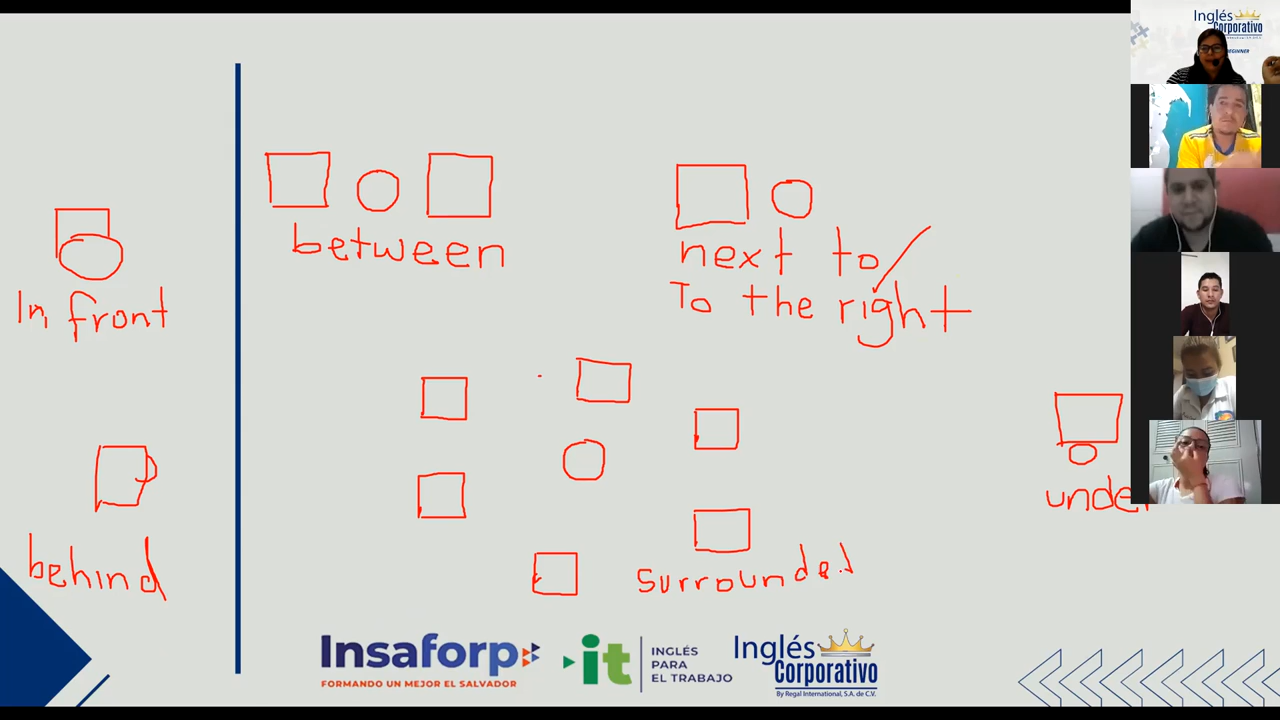 In front
between
next to/
To the right
behind
surrounded
under
Insaforp
FORMANDO UN MEJOR EL SALVADOR
it
INGLÉS
PARA
EL TRABAJO
Inglés
Corporativo
By Regal International, S.A. de C.V.
Inglés
Corporativo